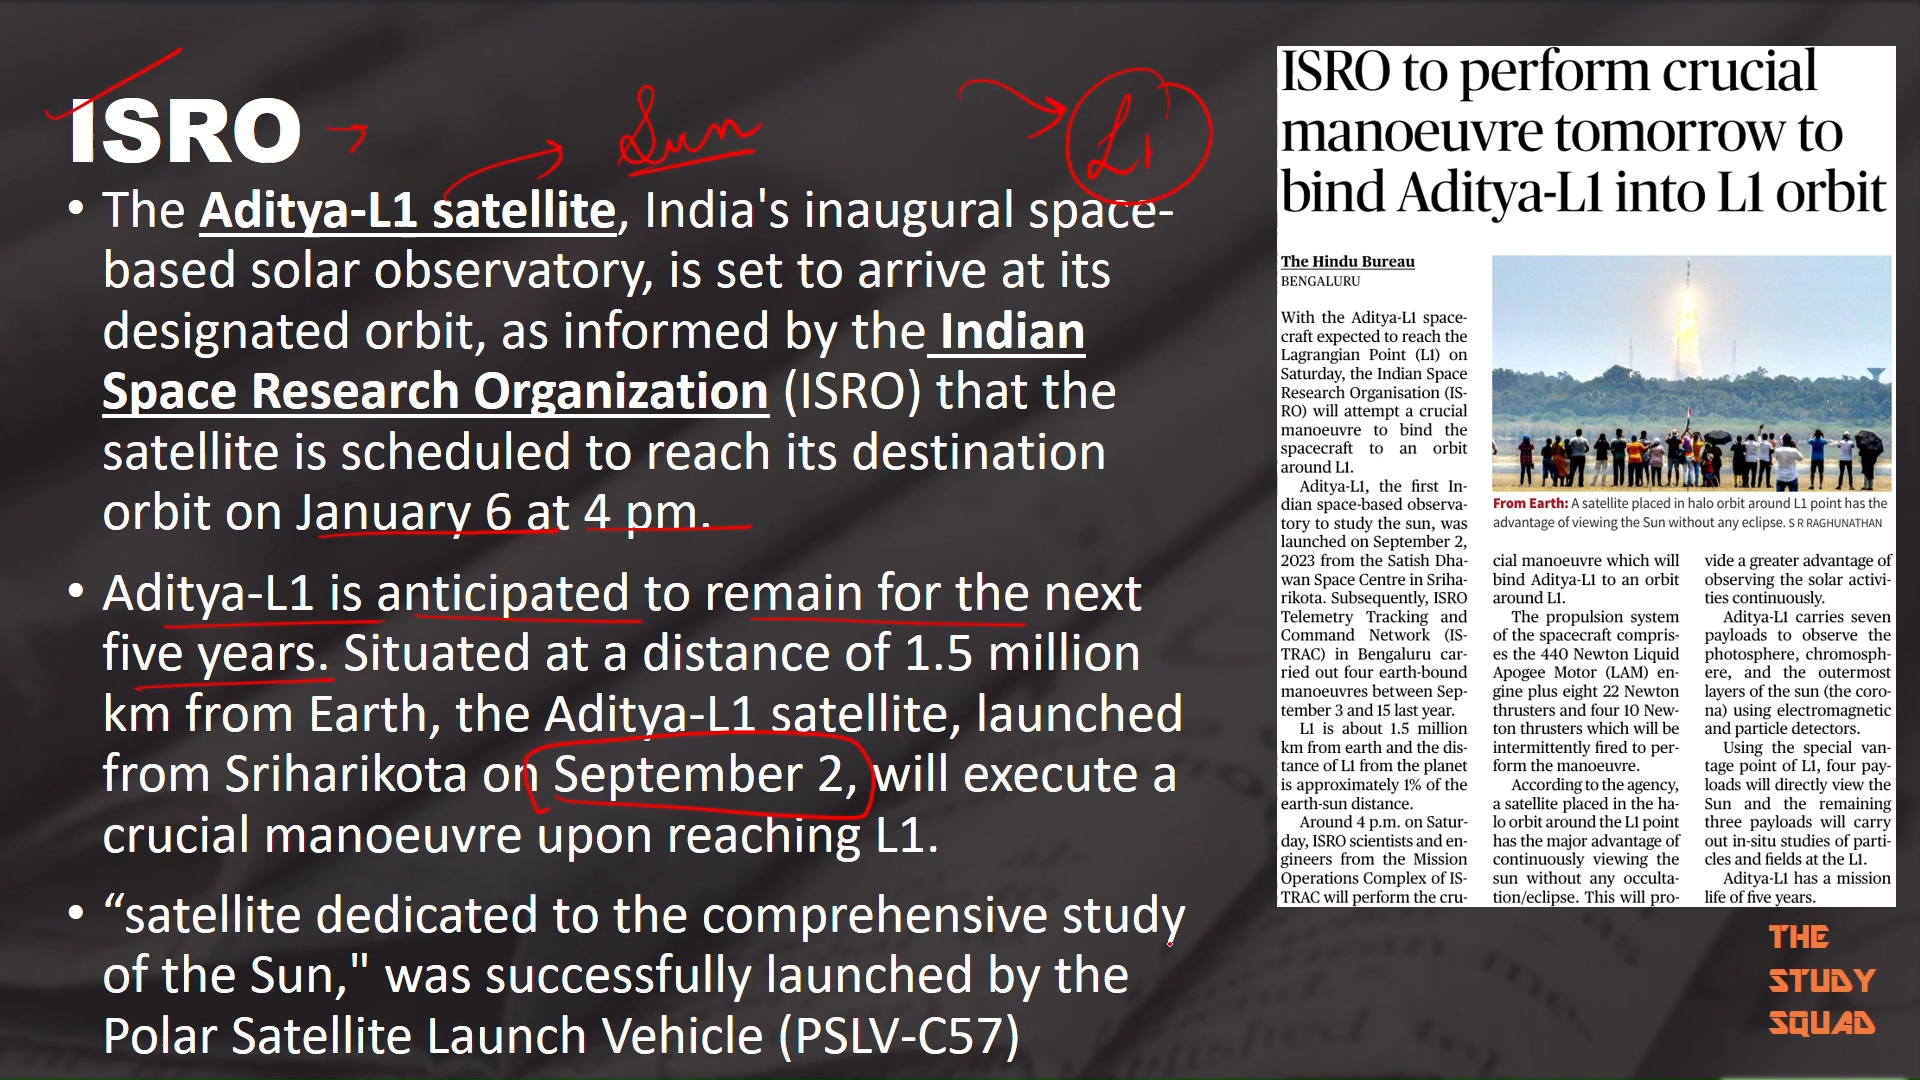 ISRO
Sun
L1
• The Aditya-L1 satellite, India's inaugural space-
based solar observatory, is set to arrive at its
designated orbit, as informed by the Indian
Space Research Organization (ISRO) that the
satellite is scheduled to reach its destination
orbit on January 6 at 4 pm.
• Aditya-L1 is anticipated to remain for the next
five years. Situated at a distance of 1.5 million
km from Earth, the Aditya-L1 satellite, launched
from Sriharikota on September 2, will execute a
crucial manoeuvre upon reaching L1.
• “satellite dedicated to the comprehensive study
of the Sun," was successfully launched by the
Polar Satellite Launch Vehicle (PSLV-C57)
ISRO to perform crucial
manoeuvre tomorrow to
bind Aditya-L1 into L1 orbit
The Hindu Bureau
BENGALURU
With the Aditya-L1 space-
craft expected to reach the
Lagrangian Point (L1) on
Saturday, the Indian Space
Research Organisation (IS-
RO) will attempt a crucial
manoeuvre to bind the
spacecraft to an orbit
around L1.
Aditya-L1, the first In-
dian space-based observa-
tory to study the sun, was
launched on September 2,
2023 from the Satish Dha-
wan Space Centre in Sriha-
rikota. Subsequently, ISRO
Telemetry Tracking and
Command Network (IS-
TRAC) in Bengaluru car-
ried out four earth-bound
manoeuvres between Sep-
tember 3 and 15 last year.
L1 is about 1.5 million
km from earth and the dis-
tance of L1 from the planet
is approximately 1% of the
earth-sun distance.
Around 4 p.m. on Satur-
day, ISRO scientists and en-
gineers from the Mission
Operations Complex of IS-
TRAC will perform the cru-
From Earth: A satellite placed in halo orbit around L1 point has the
advantage of viewing the Sun without any eclipse. S R RAGHUNATHAN
cial manoeuvre which will
bind Aditya-L1 to an orbit
around L1.
The propulsion system
of the spacecraft compris-
es the 440 Newton Liquid
Apogee Motor (LAM) en-
gine plus eight 22 Newton
thrusters and four 10 New-
ton thrusters which will be
intermittently fired to per-
form the manoeuvre.
According to the agency,
a satellite placed in the ha-
lo orbit around the L1 point
has the major advantage of
continuously viewing the
sun without any occulta-
tion/eclipse. This will pro-
vide a greater advantage of
observing the solar activi-
ties continuously.
Aditya-L1 carries seven
payloads to observe the
photosphere, chromosph-
ere, and the outermost
layers of the sun (the coro-
na) using electromagnetic
and particle detectors.
Using the special van-
tage point of L1, four pay-
loads will directly view the
Sun and the remaining
three payloads will carry
out in-situ studies of parti-
cles and fields at the L1.
Aditya-L1 has a mission
life of five years.
THE
STUDY
SQUAD